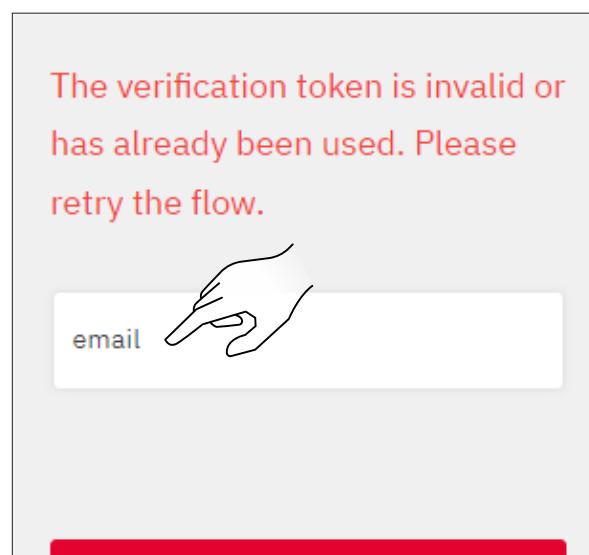 The verification token is invalid or
has already been used. Please
retry the flow.
email